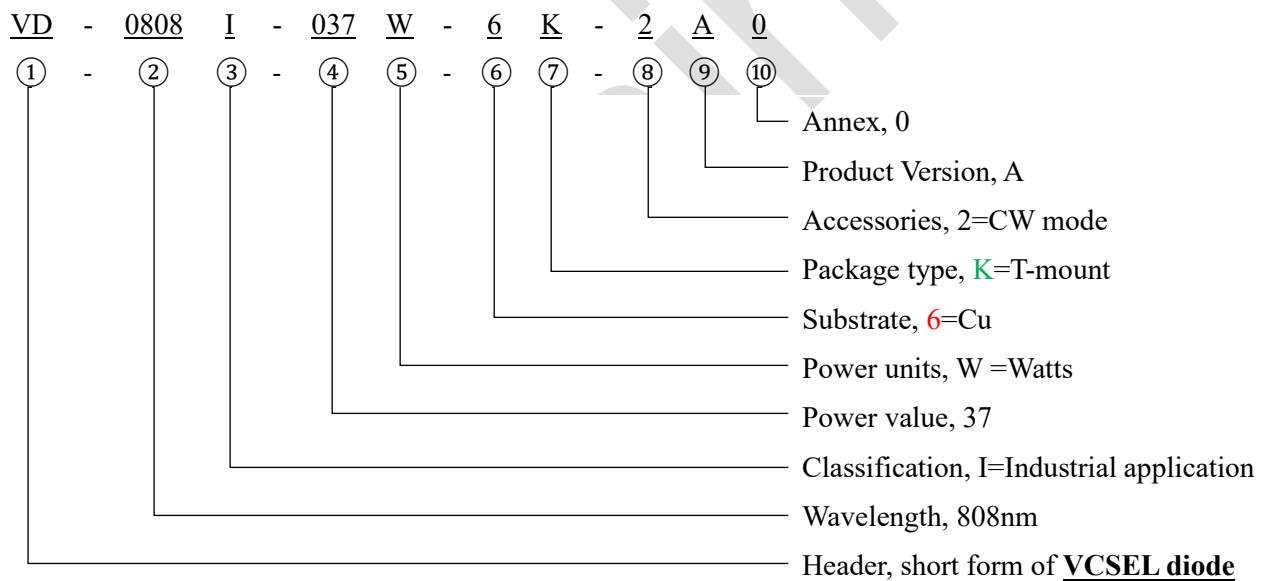 VD - 0808 I - 037 W - 6 K - 2 A 0
① - ② ③ - ④ ⑤ - ⑥ ⑦ - ⑧ ⑨ ⑩
Annex, 0
Product Version, A
Accessories, 2=CW mode
Package type, K=T-mount
Substrate, 6=Cu
Power units, W =Watts
Power value, 37
Classification, I=Industrial application
Wavelength, 808nm
Header, short form of VCSEL diode